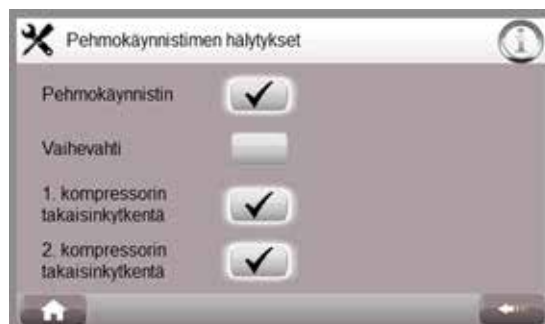 Pehmokäynnistimen hälytykset
Pehmokäynnistin
Vaihevahti
1. kompressorin
takaisinkytkentä
2. kompressorin
takaisinkytkentä